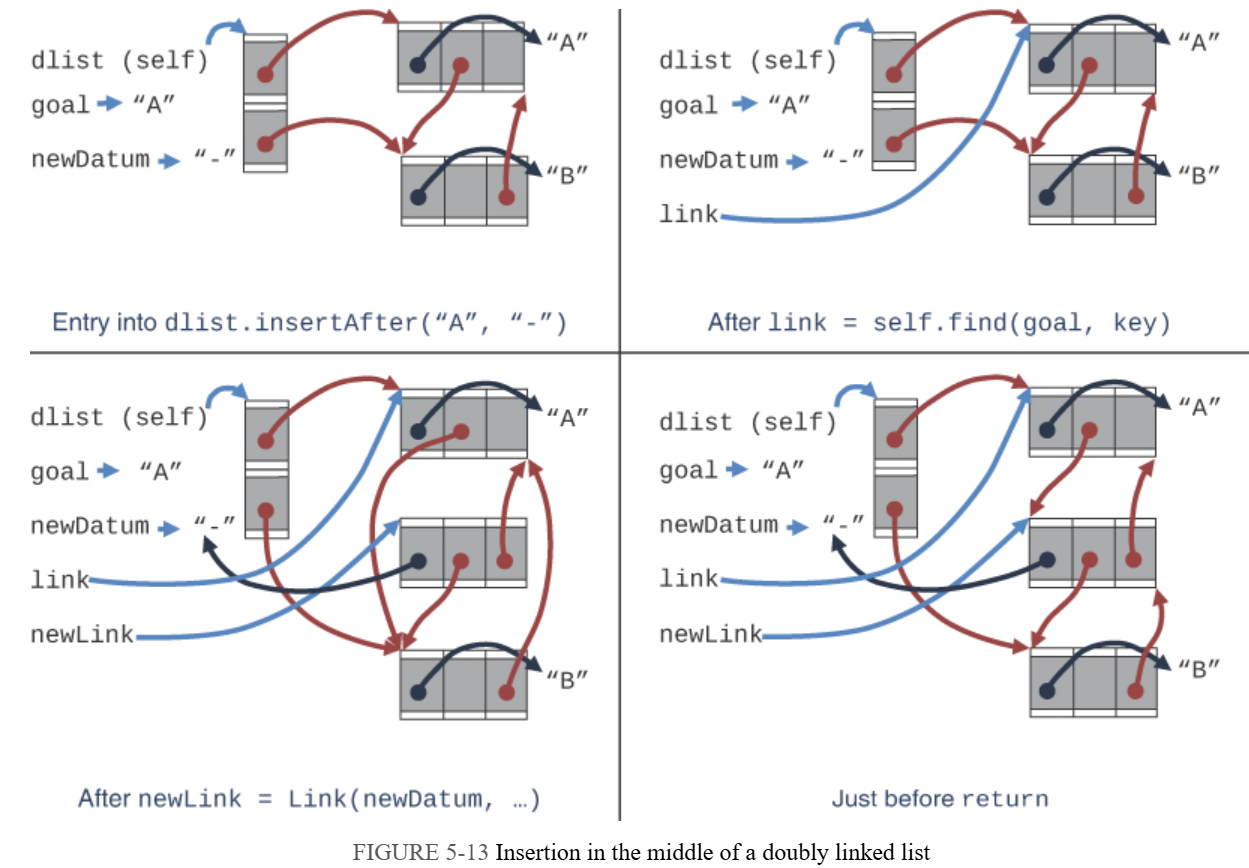 dlist (self)
goal "A"
newDatum "-"
"A"
"B"
Entry into dlist.insertAfter("A", "-")
dlist (self)
goal "A"
newDatum "-"
link
"A"
"B"
After link = self.find(goal, key)
dlist (self)
goal "A"
newDatum "-"
link
newLink
"A"
"B"
After newLink = Link(newDatum, …)
dlist (self)
goal "A"
newDatum "-"
link
newLink
"A"
"B"
Just before return
FIGURE 5-13 Insertion in the middle of a doubly linked list